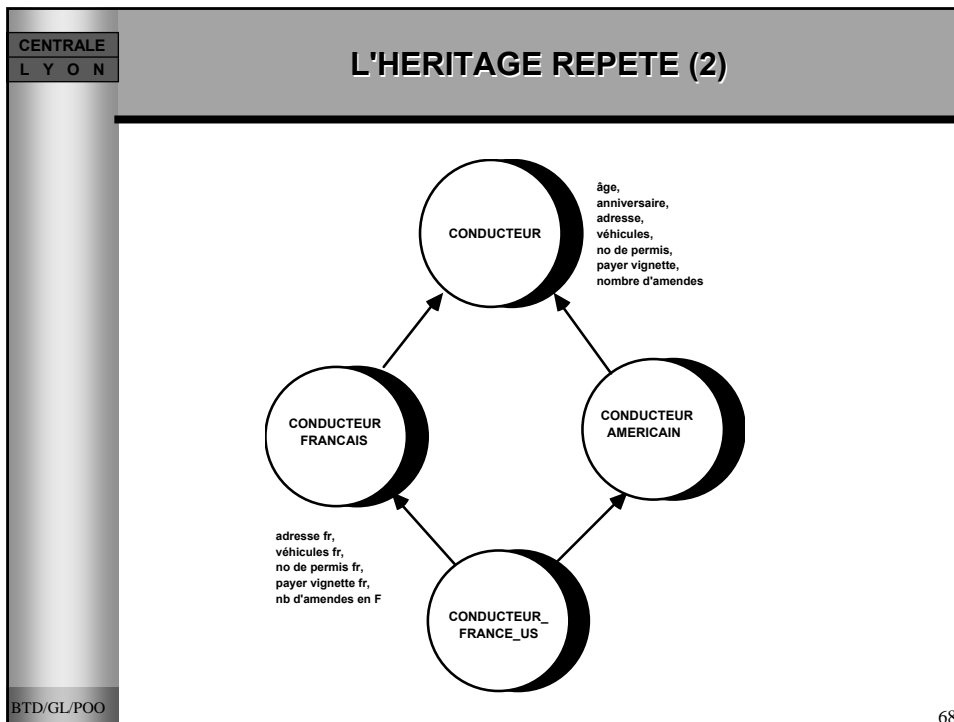 CENTRALE
L Y O N
L'HERITAGE REPETE (2)
CONDUCTEUR
âge,
anniversaire,
adresse,
véhicules,
no de permis,
payer vignette,
nombre d'amendes
CONDUCTEUR
FRANCAIS
CONDUCTEUR
AMERICAIN
adresse fr,
véhicules fr,
no de permis fr,
payer vignette fr,
nb d'amendes en F
CONDUCTEUR_
FRANCE_US
BTD/GL/POO
68